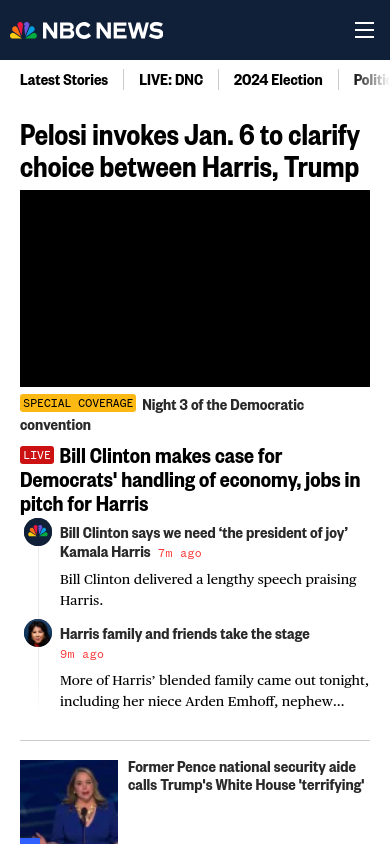 NBC NEWS
Latest Stories
LIVE: DNC
2024 Election
Pelosi invokes Jan. 6 to clarify
choice between Harris, Trump
SPECIAL COVERAGE Night 3 of the Democratic
convention
LIVE Bill Clinton makes case for
Democrats' handling of economy, jobs in
pitch for Harris
Bill Clinton says we need ‘the president of joy’
Kamala Harris 7m ago
Bill Clinton delivered a lengthy speech praising
Harris.
Harris family and friends take the stage
9m ago
More of Harris’ blended family came out tonight,
including her niece Arden Emhoff, nephew...
Former Pence national security aide
calls Trump's White House 'terrifying'